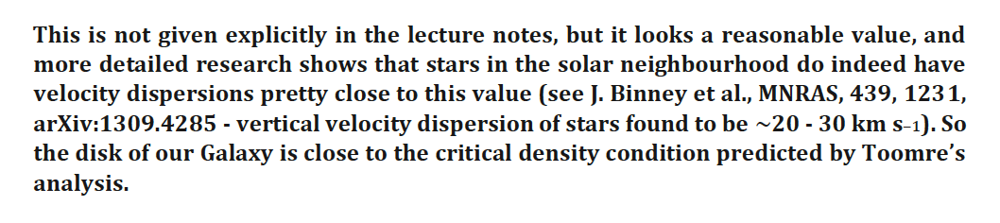 This is not given explicitly in the lecture notes, but it looks a reasonable value, and
more detailed research shows that stars in the solar neighbourhood do indeed have
velocity dispersions pretty close to this value (see J. Binney et al., MNRAS, 439, 1231,
arXiv:1309.4285 - vertical velocity dispersion of stars found to be ~20 - 30 km s−1). So
the disk of our Galaxy is close to the critical density condition predicted by Toomre’s
analysis.